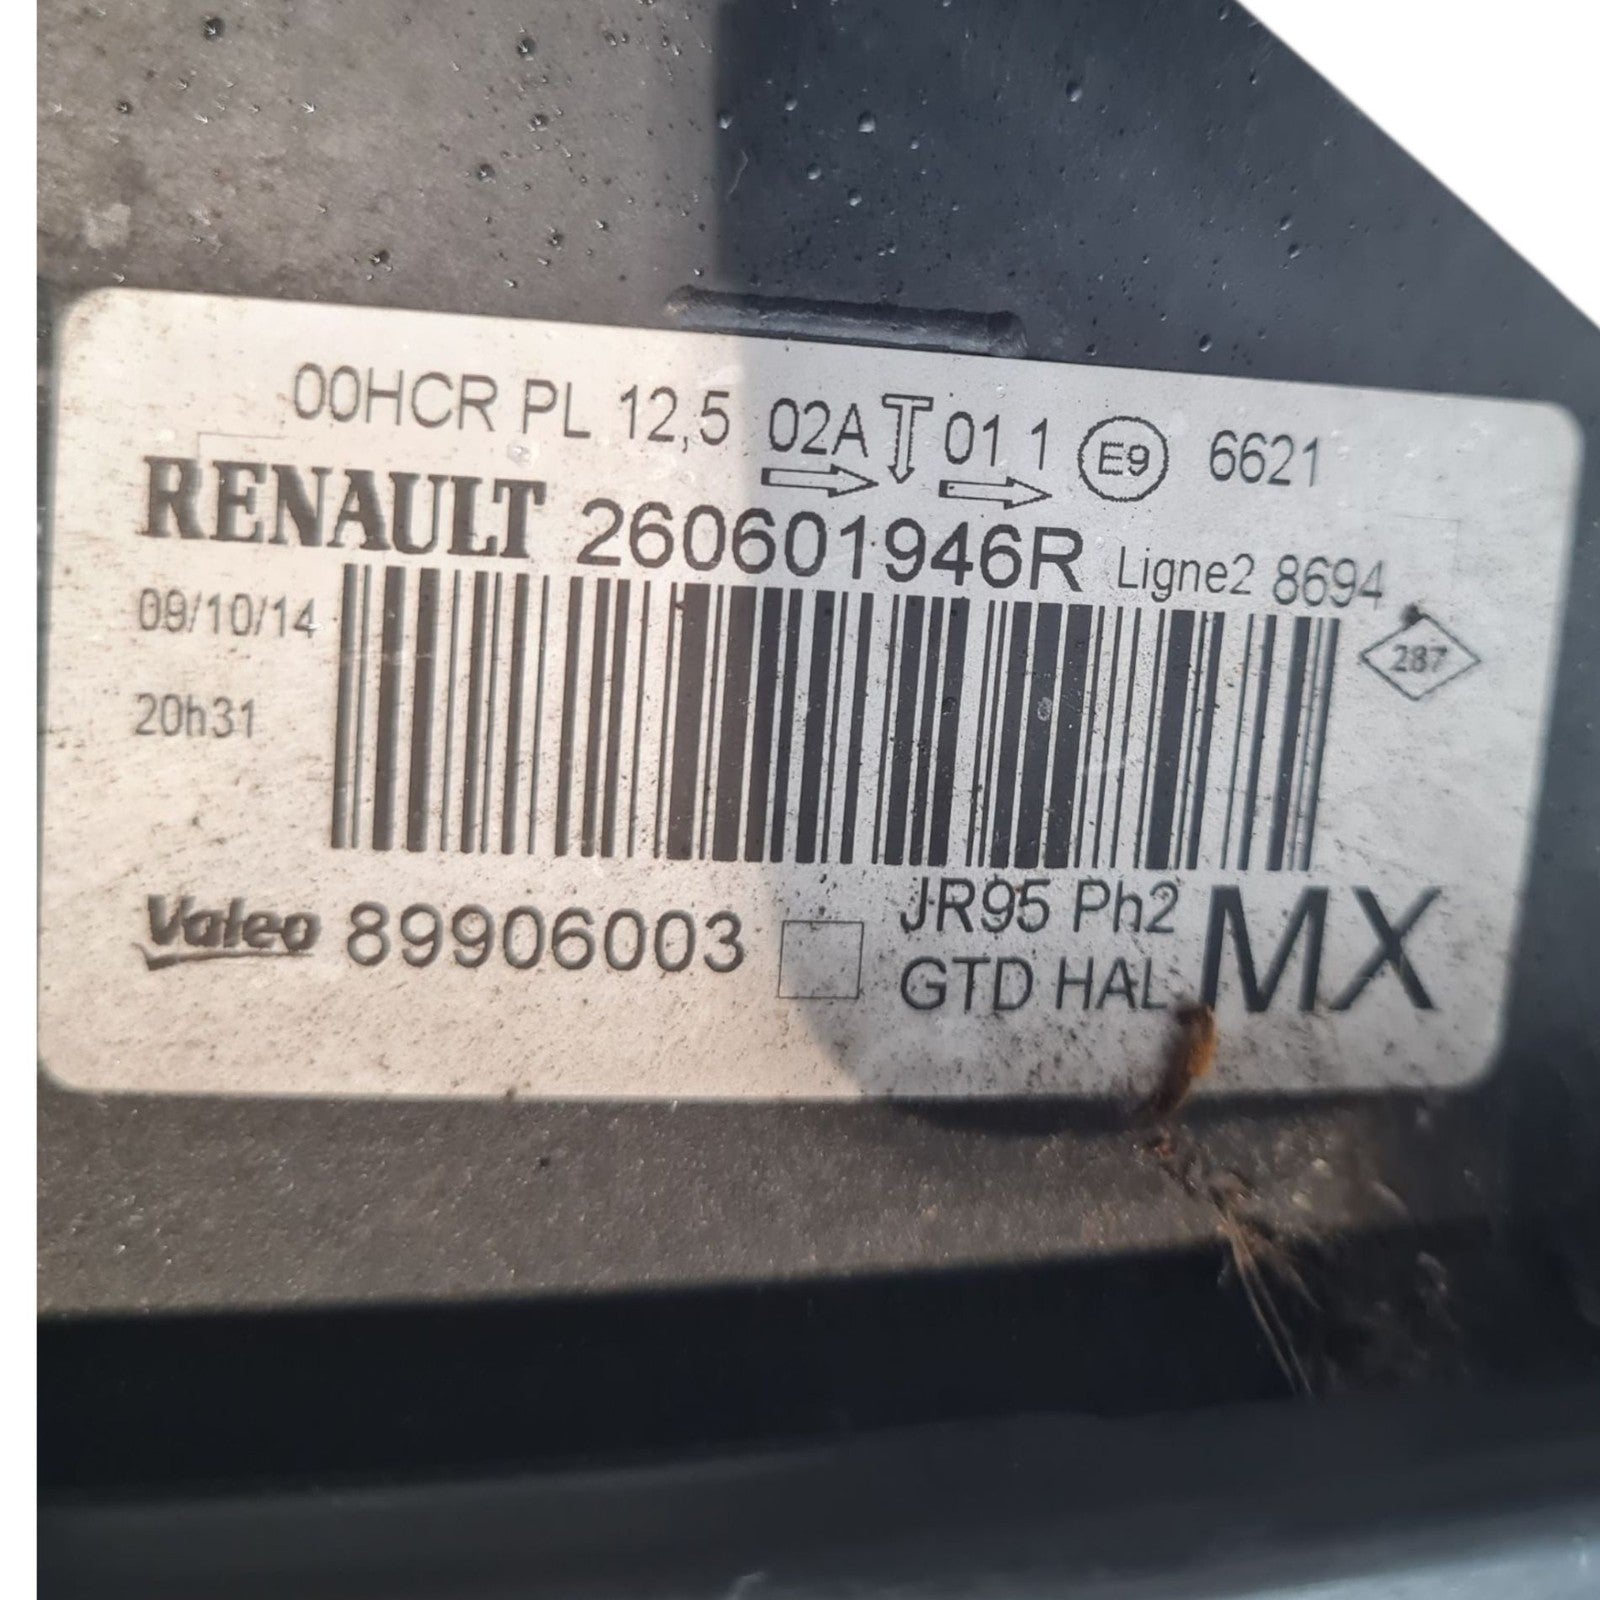 00HCR PL 12,5 02A 01 1 E9 6621
RENAULT 260601946R Ligne2 8694
09/10/14
287
20h31
Valeo 89906003 JR95 Ph2 MX
GTD HAL